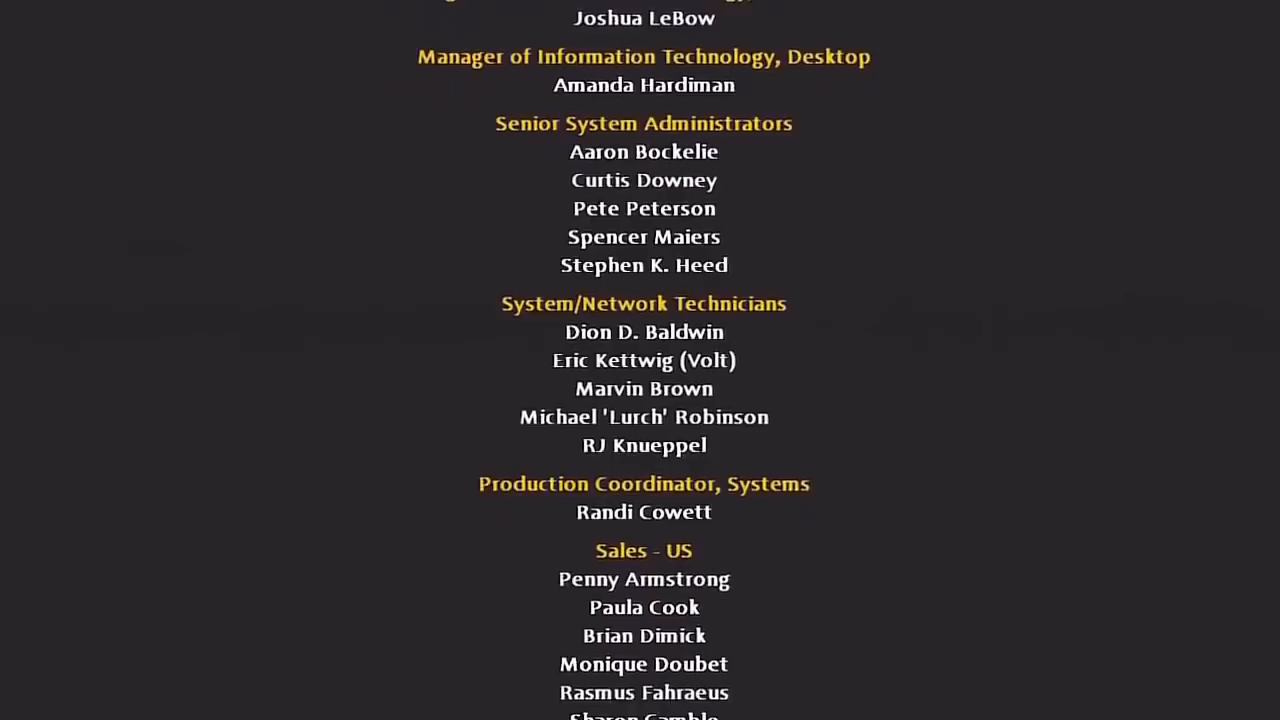 Joshua LeBow
Manager of Information Technology, Desktop
Amanda Hardiman
Senior System Administrators
Aaron Bockelie
Curtis Downey
Pete Peterson
Spencer Maiers
Stephen K. Heed
System/Network Technicians
Dion D. Baldwin
Eric Kettwig (Volt)
Marvin Brown
Michael 'Lurch' Robinson
RJ Knueppel
Production Coordinator, Systems
Randi Cowett
Sales - US
Penny Armstrong
Paula Cook
Brian Dimick
Monique Doubet
Rasmus Fahraeus
Sharon Gamble